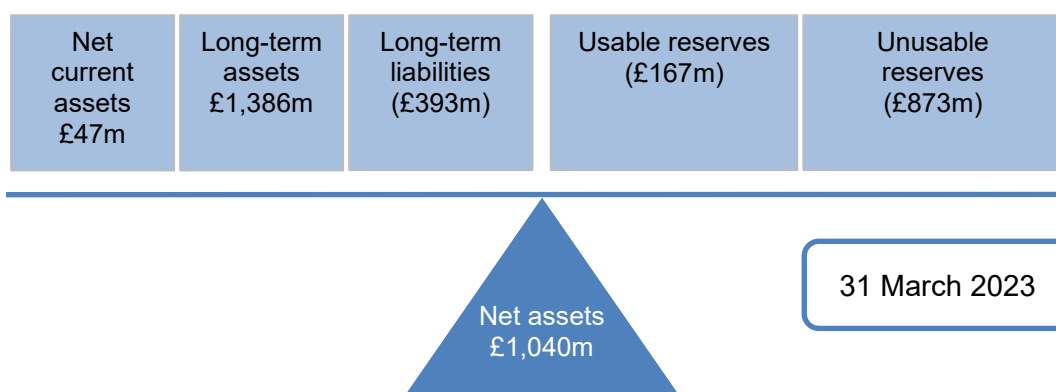 Net
current
assets
£47m
Long-term
assets
£1,386m
Long-term
liabilities
(£393m)
Usable reserves
(£167m)
Unusable
reserves
(£873m)
31 March 2023
Net assets
£1,040m